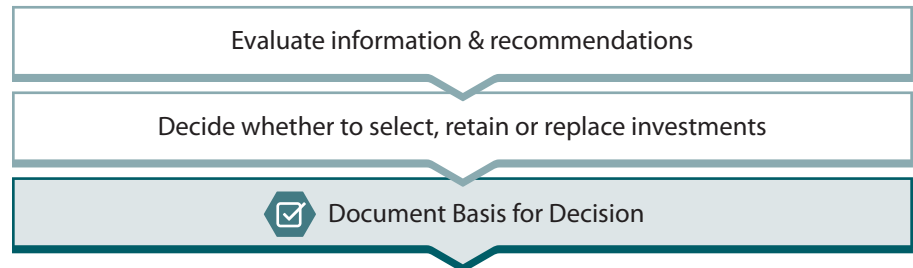 Evaluate information & recommendations
Decide whether to select, retain or replace investments
Document Basis for Decision